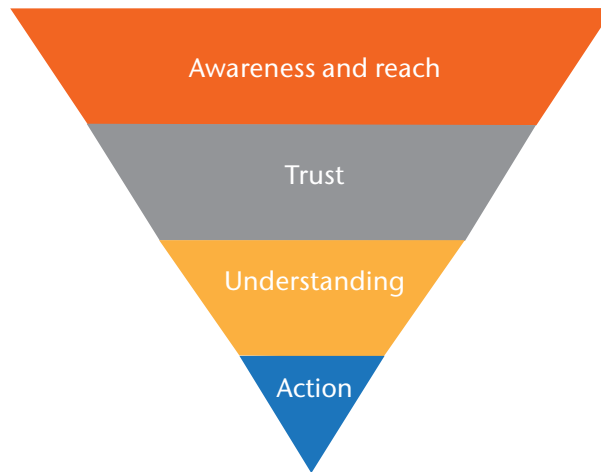 Awareness and reach
Trust
Understanding
Action